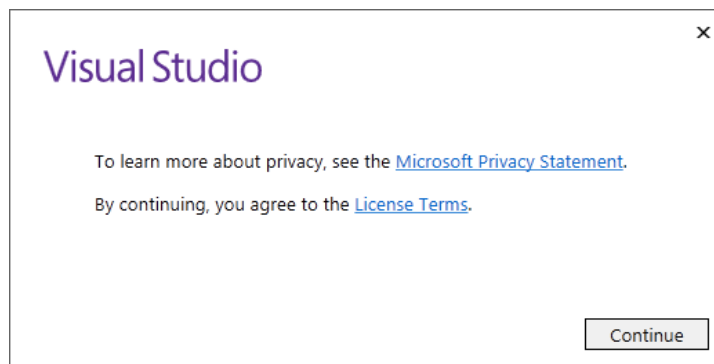 Visual Studio
To learn more about privacy, see the Microsoft Privacy Statement.
By continuing, you agree to the License Terms.
Continue